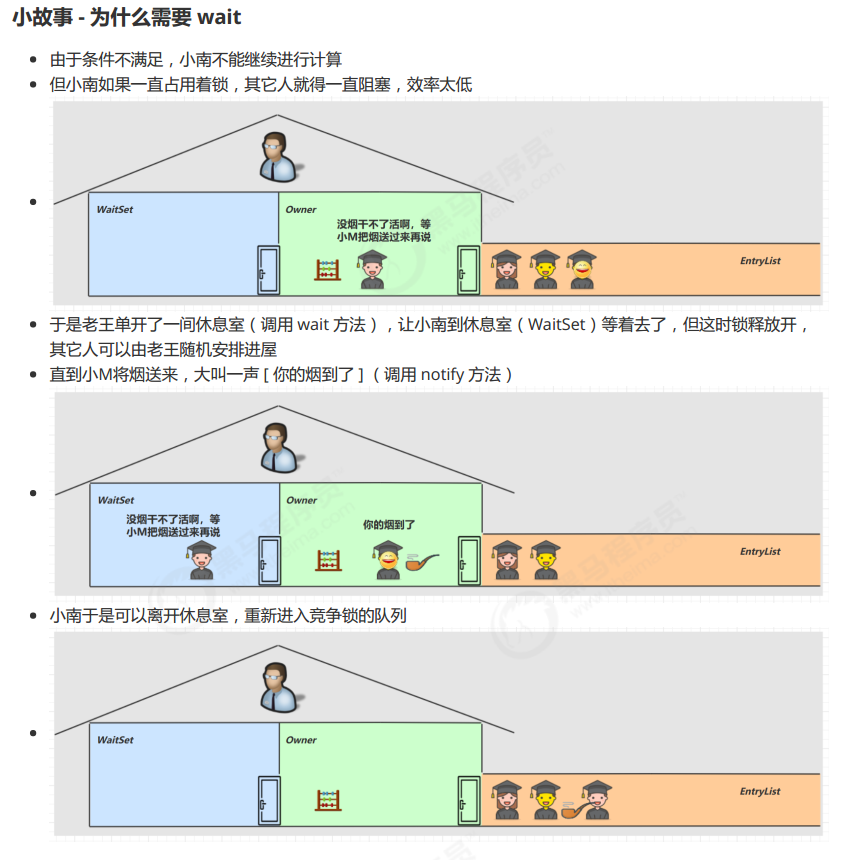 小故事 - 为什么需要 wait
由于条件不满足，小南不能继续进行计算
但小南如果一直占用着锁，其它人就得一直阻塞，效率太低
WaitSet
Owner
没烟干不了活啊，等
小M把烟送过来再说
EntryList
于是老王单开了一间休息室（调用 wait 方法），让小南到休息室（WaitSet）等着去了，但这时锁释放开，
其它人可以由老王随机安排进屋
直到小M将烟送来，大叫一声 [ 你的烟到了 ] （调用 notify 方法）
WaitSet
没烟干不了活啊，等
小M把烟送过来再说
Owner
你的烟到了
EntryList
小南于是可以离开休息室，重新进入竞争锁的队列
WaitSet
Owner
EntryList